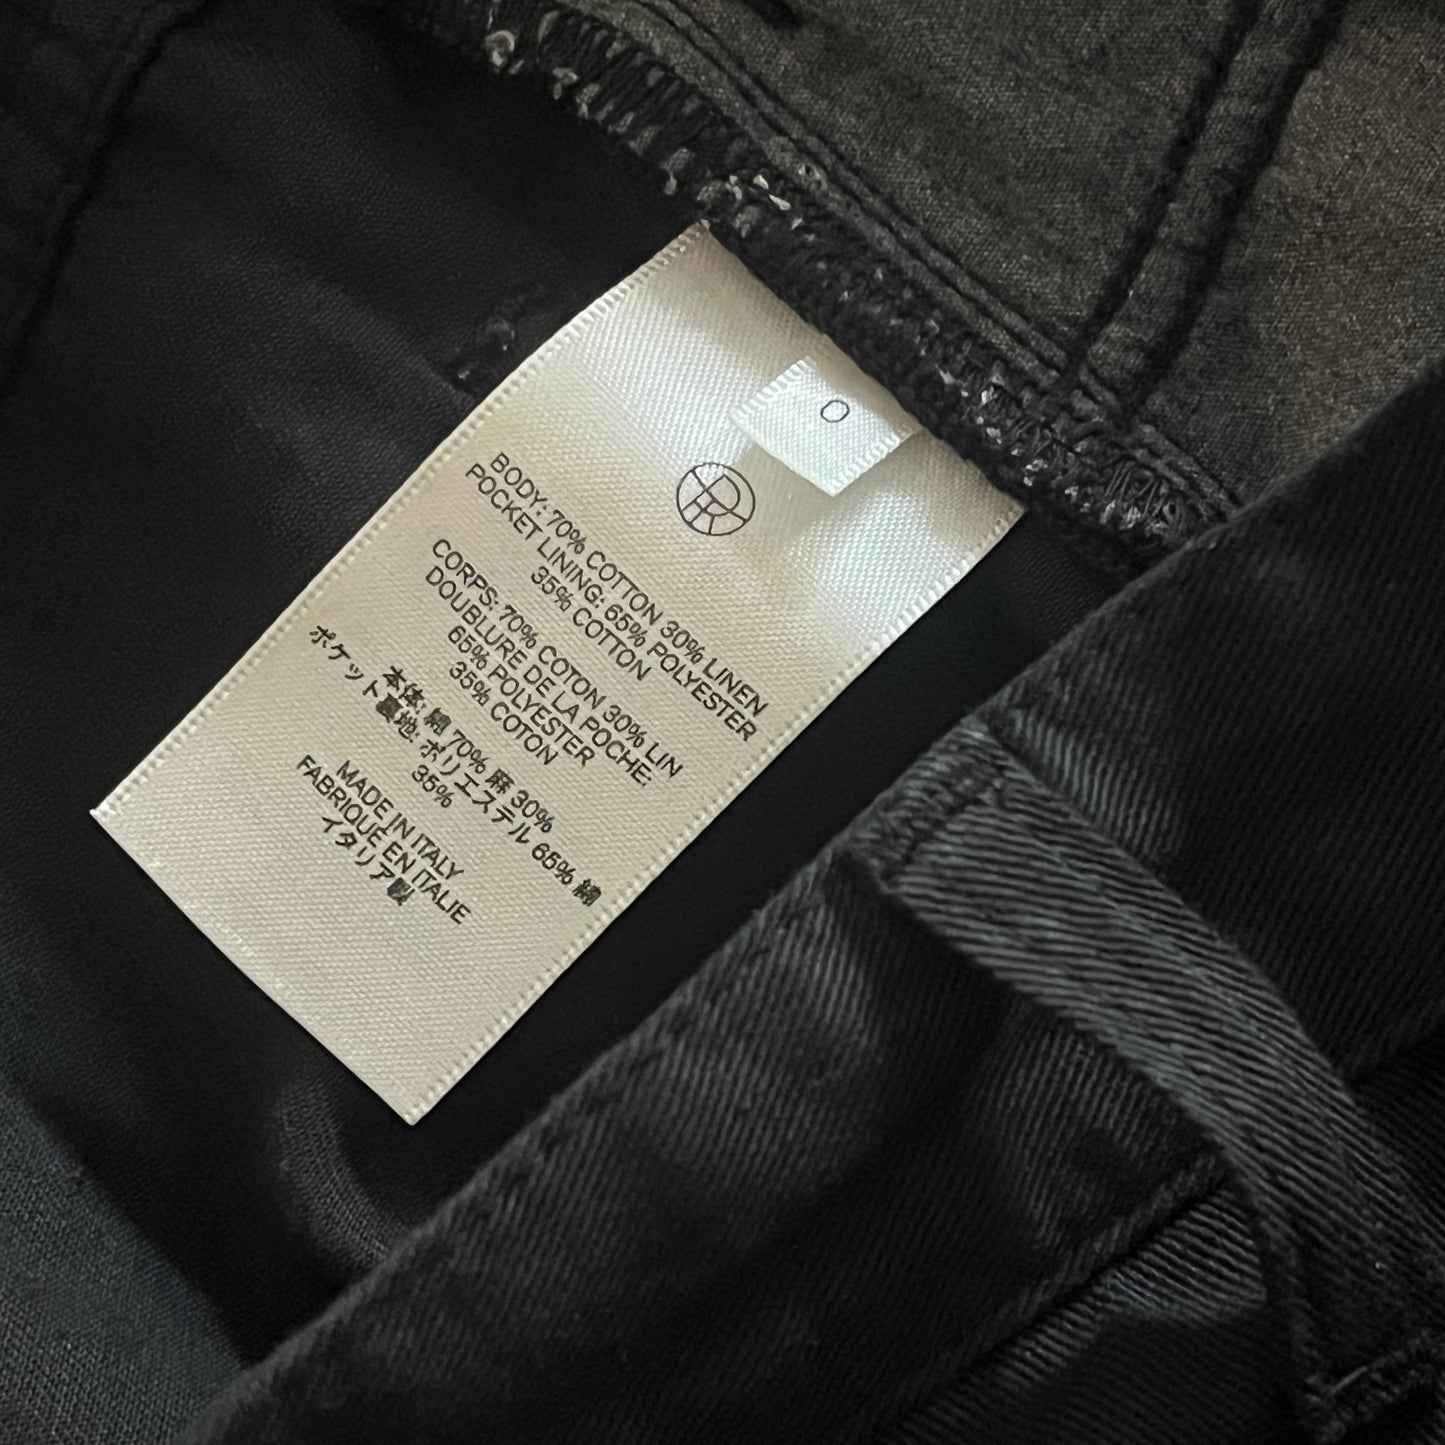 0
BODY: 70% COTTON 30% LINEN
POCKET LINING: 65% POLYESTER
35% COTTON
CORPS: 70% COTON 30% LIN
DOUBLURE DE LA POCHE:
65% POLYESTER
35% COTON
本体: 綿 70% 麻 30%
ポケット裏地: ポリエステル 65% 綿
35%
MADE IN ITALY
FABRIQUÉ EN ITALIE
イタリア製